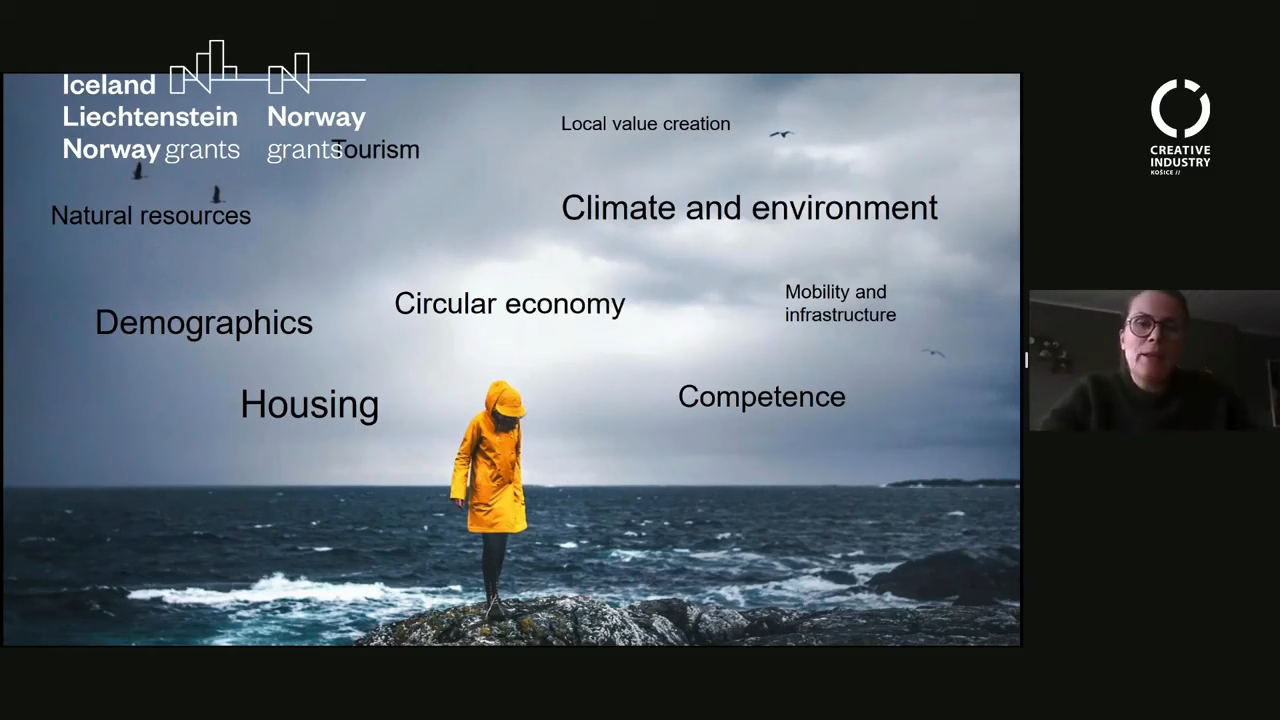 Iceland
Liechtenstein
Norway grants
Norway
grants
Tourism
Local value creation
Natural resources
Climate and environment
Circular economy
Mobility and
infrastructure
Demographics
Housing
Competence
CREATIVE
INDUSTRY
KOŠICE //